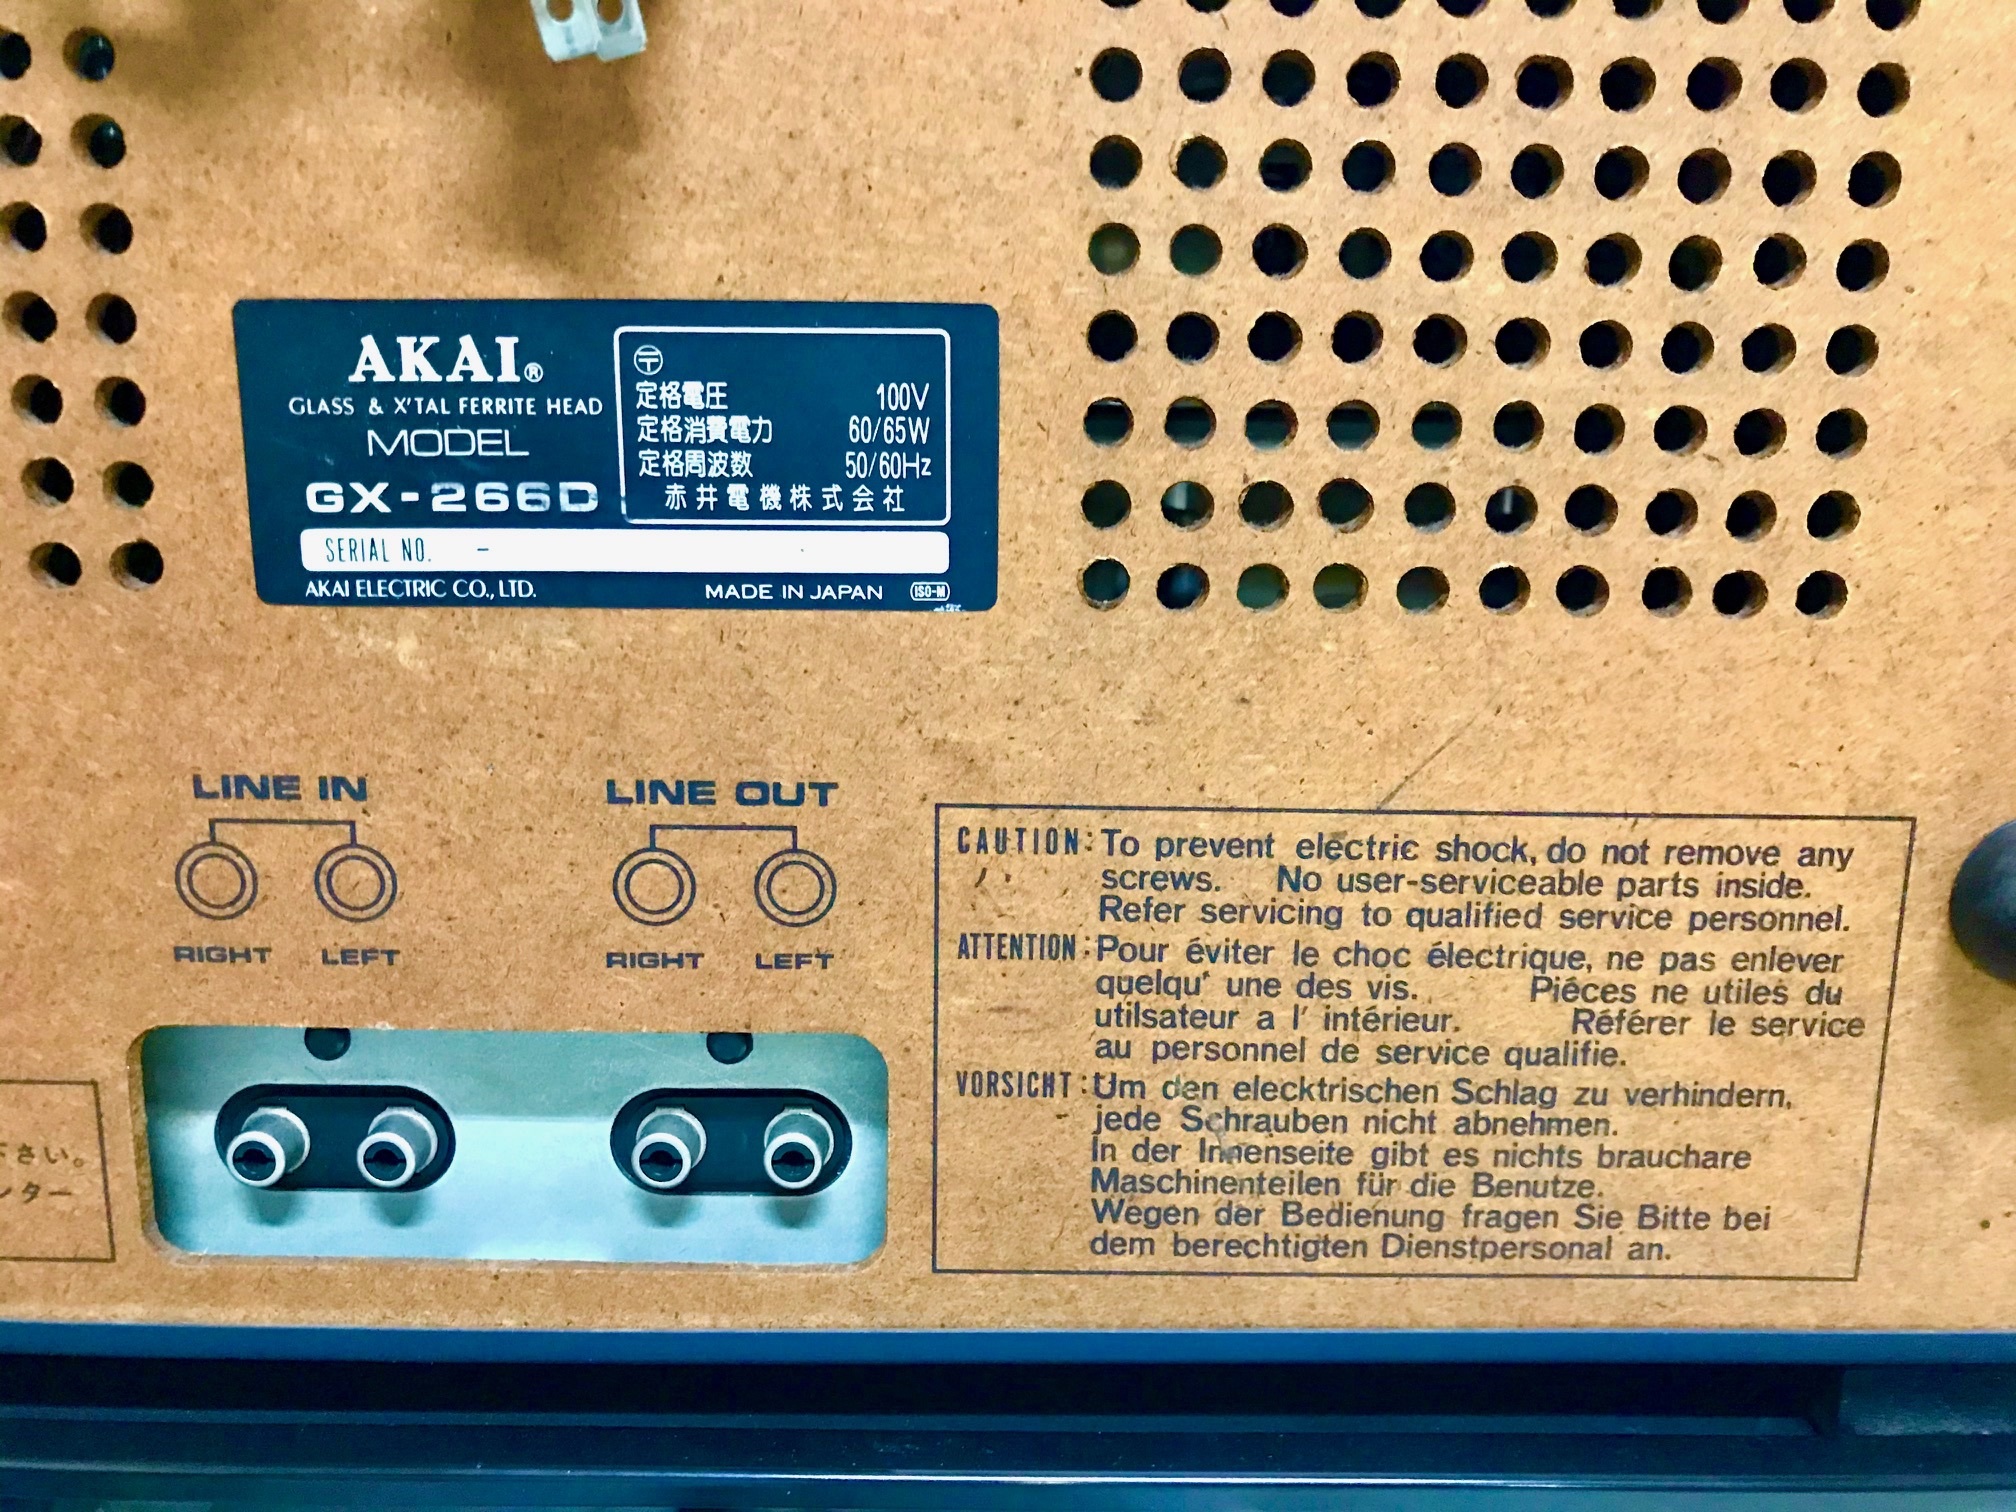 AKAI®
GLASS & X'TAL FERRITE HEAD
MODEL
GX-266D
〒
定格電圧 100V
定格消費電力 60/65W
定格周波数 50/60Hz
赤井電機株式会社
SERIAL NO. -
AKAI ELECTRIC CO., LTD. MADE IN JAPAN ISO-M
LINE IN
RIGHT LEFT
LINE OUT
RIGHT LEFT
CAUTION: To prevent electric shock, do not remove any
screws. No user-serviceable parts inside.
Refer servicing to qualified service personnel.
ATTENTION: Pour éviter le choc électrique, ne pas enlever
quelqu' une des vis. Piéces ne utiles du
utilsateur a l' intérieur. Référer le service
au personnel de service qualifie.
VORSICHT: Um den elecktrischen Schlag zu verhindern,
jede Schrauben nicht abnehmen.
In der Innenseite gibt es nichts brauchare
Maschinenteilen für die Benutze.
Wegen der Bedienung fragen Sie Bitte bei
dem berechtigten Dienstpersonal an.
さい。
ター